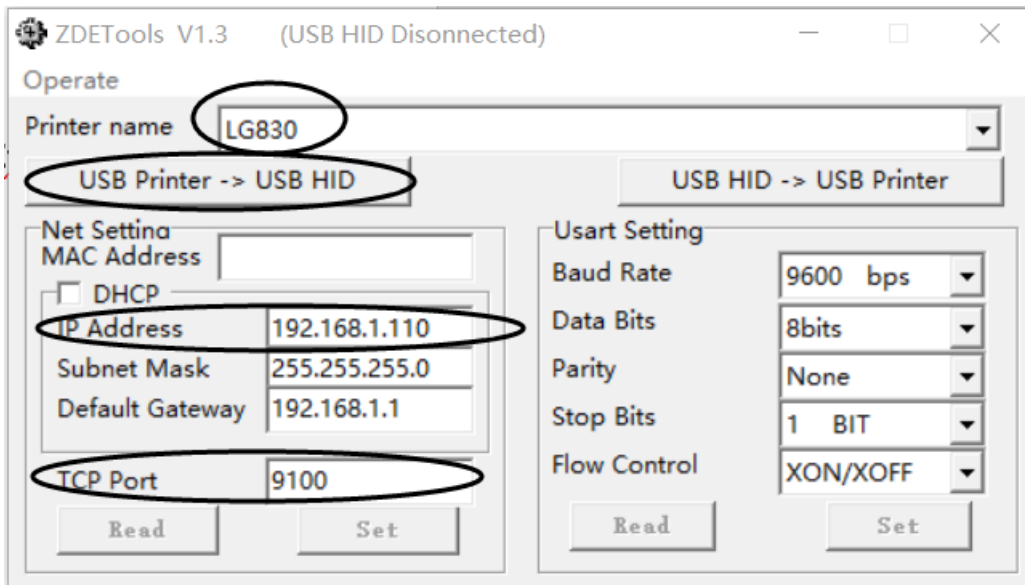 ZDETools V1.3 (USB HID Disonnected)
Operate
Printer name LG830
USB Printer -> USB HID
USB HID -> USB Printer
Net Setting
MAC Address
DHCP
IP Address 192.168.1.110
Subnet Mask 255.255.255.0
Default Gateway 192.168.1.1
TCP Port 9100
Read Set
Usart Setting
Baud Rate 9600 bps
Data Bits 8bits
Parity None
Stop Bits 1 BIT
Flow Control XON/XOFF
Read Set